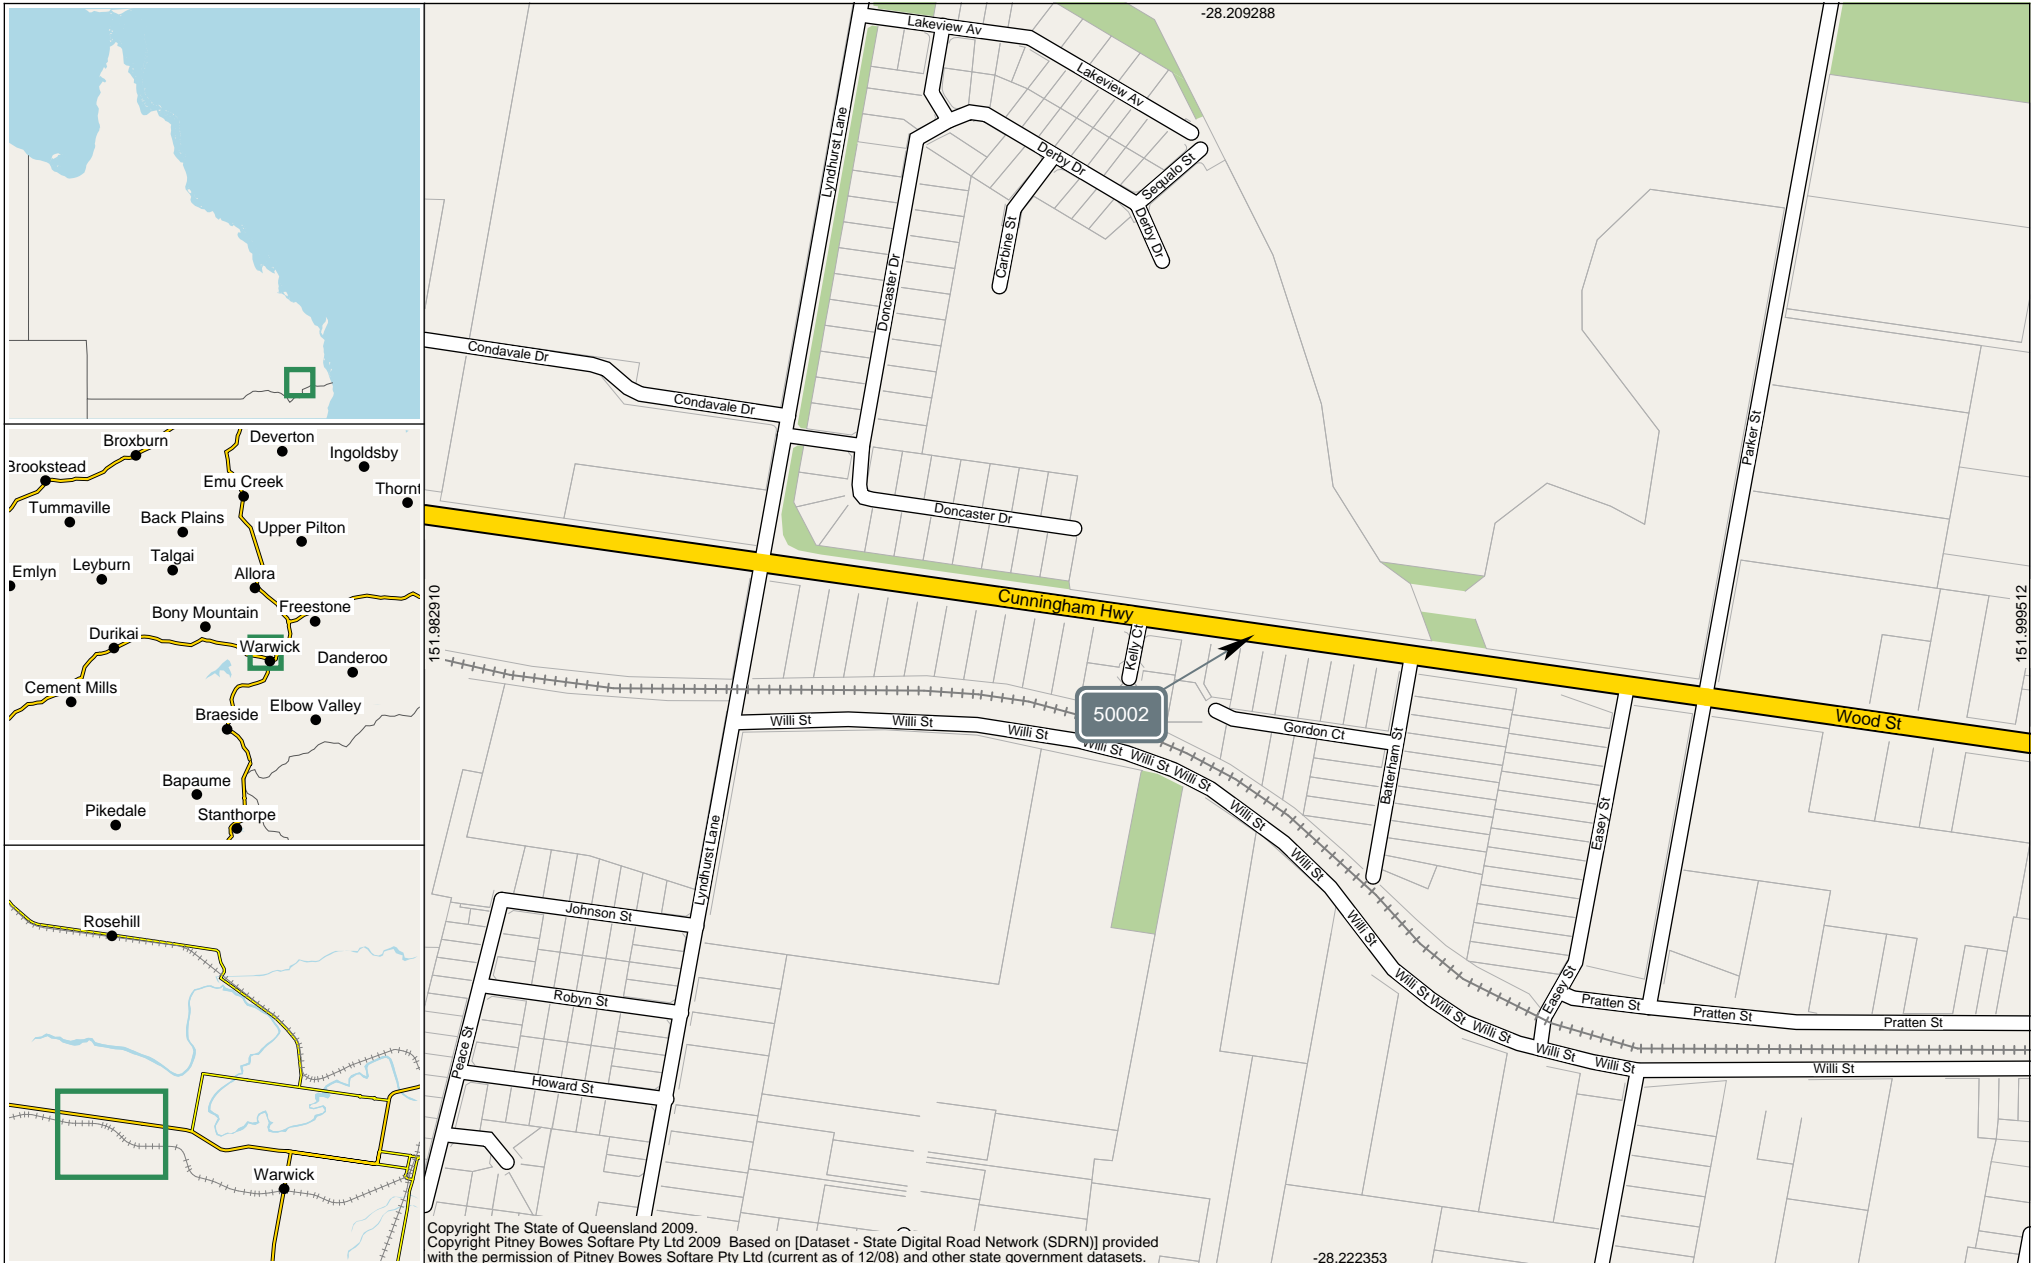 -28.209288
Lakeview Av
Lakeview Av
Lyndhurst Lane
Derby Dr
Sequalo St
Derby Dr
Carbine St
Doncaster Dr
Condavale Dr
Condavale Dr
Parker St
Doncaster Dr
151.982910
151.999512
Cunningham Hwy
Kelly Ct
50002
Wood St
Gordon Ct
Batterham St
Willi St
Willi St
Willi St
Willi St
Willi St
Willi St
Willi St
Willi St
Willi St
Easey St
Lyndhurst Lane
Johnson St
Robyn St
Peace St
Howard St
Willi St
Willi St
Willi St
Willi St
Willi St
Willi St
Easey St
Pratten St
Pratten St
Pratten St
Broxburn
Deverton
Ingoldsby
Brookstead
Emu Creek
Thornt
Tummaville
Back Plains
Upper Pilton
Talgai
Leyburn
Emlyn
Allora
Freestone
Bony Mountain
Durikai
Warwick
Danderoo
Cement Mills
Elbow Valley
Braeside
Bapaume
Pikedale
Stanthorpe
Rosehill
Warwick
Copyright The State of Queensland 2009.
Copyright Pitney Bowes Softare Pty Ltd 2009 Based on [Dataset - State Digital Road Network (SDRN)] provided
with the permission of Pitney Bowes Softare Pty Ltd (current as of 12/08) and other state government datasets.
-28.222353